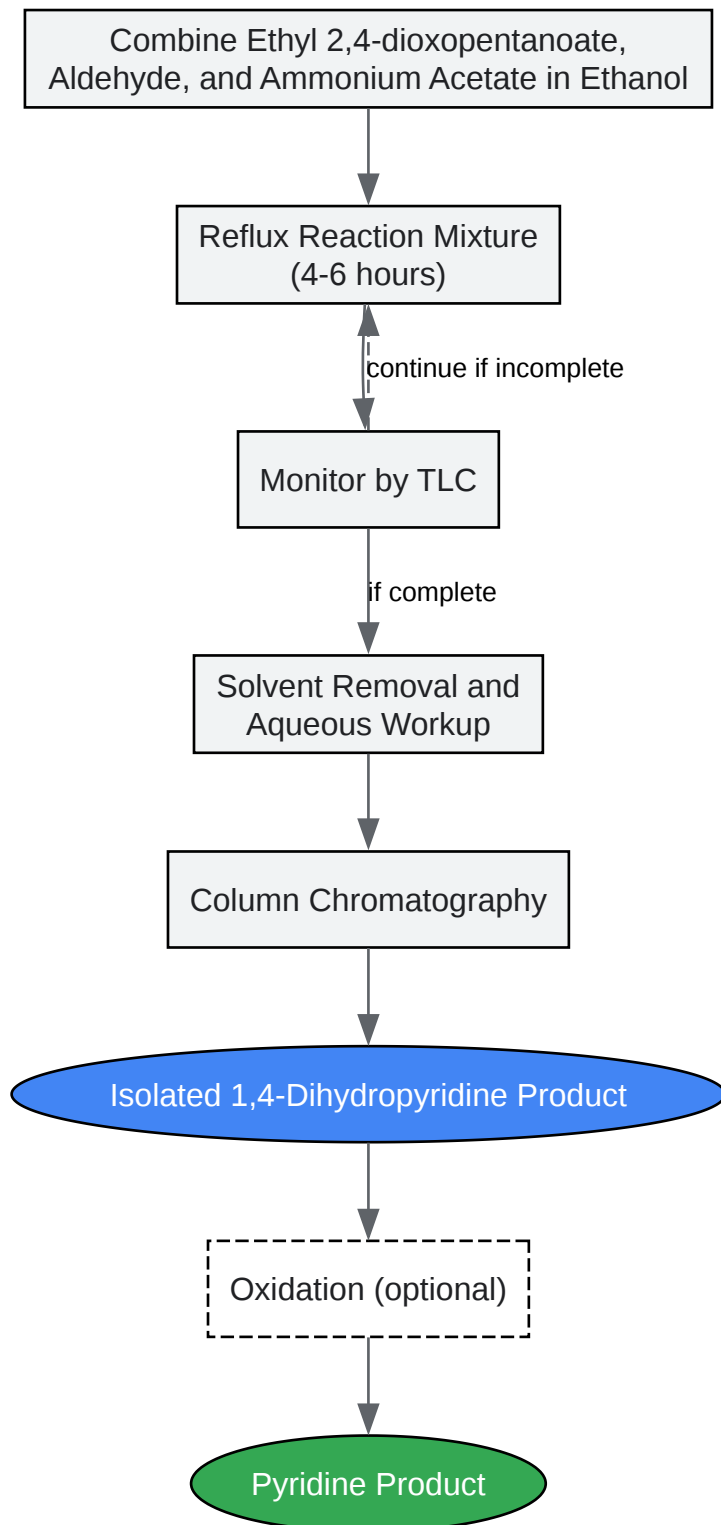 Combine Ethyl 2,4-dioxopentanoate,
Aldehyde, and Ammonium Acetate in Ethanol
Reflux Reaction Mixture
(4-6 hours)
continue if incomplete
Monitor by TLC
if complete
Solvent Removal and
Aqueous Workup
Column Chromatography
Isolated 1,4-Dihydropyridine Product
Oxidation (optional)
Pyridine Product